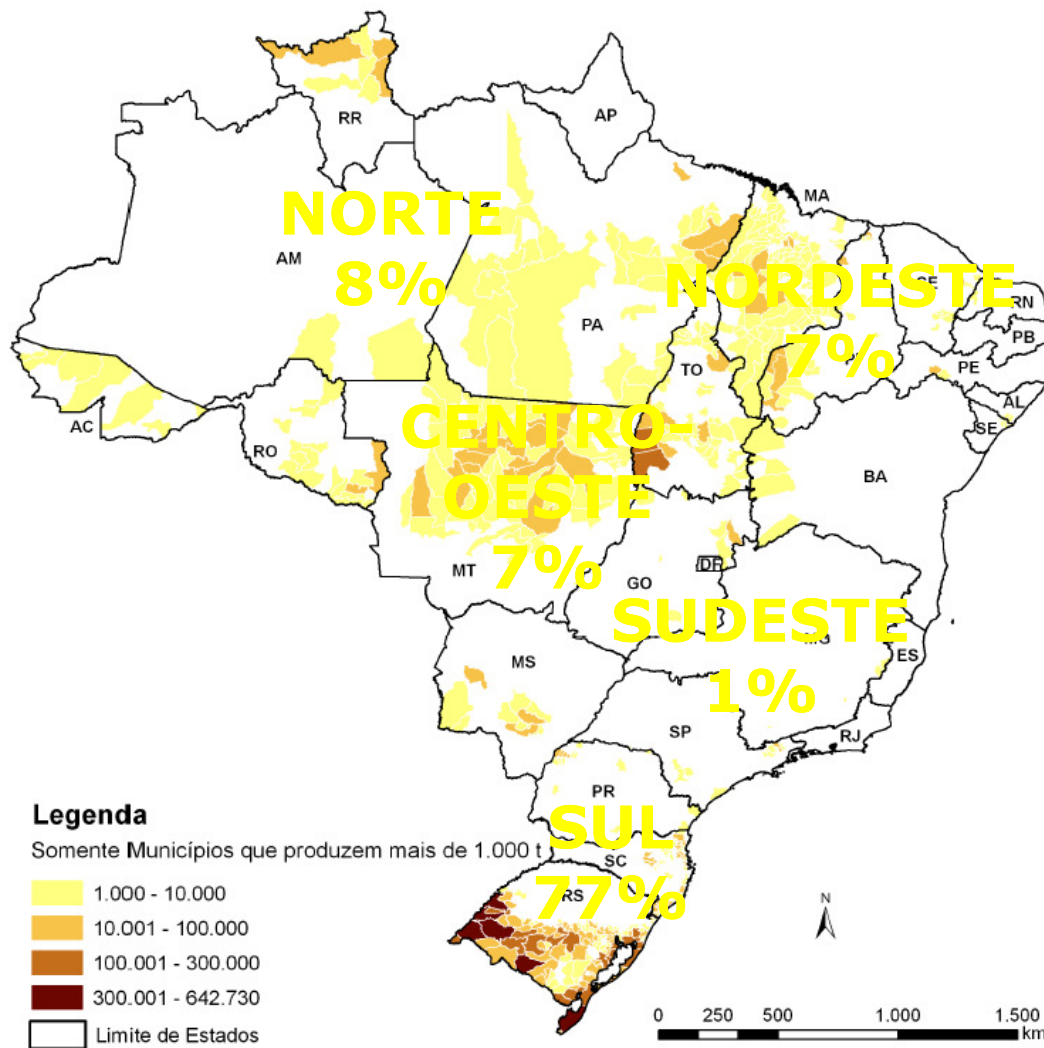 RR
AP
NORTE
8%
AM
MA
NORDESTE
7%
CE
RN
PB
PE
AL
SE
PA
TO
AC
RO
CENTRO-
OESTE
7%
BA
MT
GO
DF
SUDESTE
1%
MG
ES
MS
SP
RJ
PR
SUL
77%
SC
RS
N
Legenda
Somente Municípios que produzem mais de 1.000 t
1.000 - 10.000
10.001 - 100.000
100.001 - 300.000
300.001 - 642.730
Limite de Estados
0 250 500 1.000 1.500
km